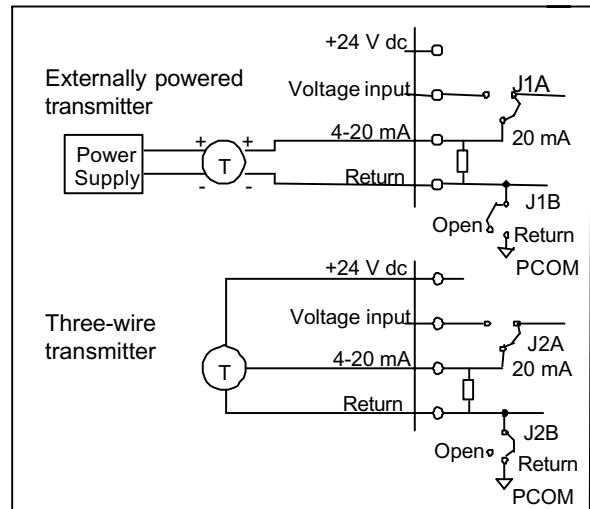 +24 V dc
Externally powered
transmitter
Voltage input
J1A
+ +
4-20 mA
20 mA
Power
Supply
T
- -
Return
J1B
Open
Return
PCOM
+24 V dc
Three-wire
transmitter
Voltage input
J2A
T
4-20 mA
20 mA
Return
J2B
Open
Return
PCOM